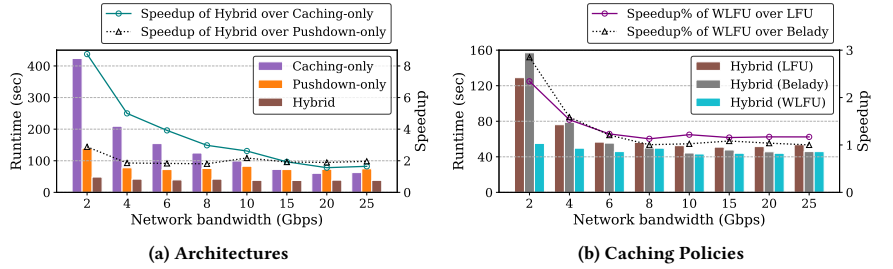 Speedup of Hybrid over Caching-only
Speedup of Hybrid over Pushdown-only
Caching-only
Pushdown-only
Hybrid
Runtime (sec)
400
300
200
100
0
8
6
4
2
0
Speedup
2 4 6 8 10 15 20 25
Network bandwidth (Gbps)
(a) Architectures
Speedup% of WLFU over LFU
Speedup% of WLFU over Belady
Hybrid (LFU)
Hybrid (Belady)
Hybrid (WLFU)
Runtime (sec)
160
120
80
40
0
3
2
1
0
Speedup
2 4 6 8 10 15 20 25
Network bandwidth (Gbps)
(b) Caching Policies